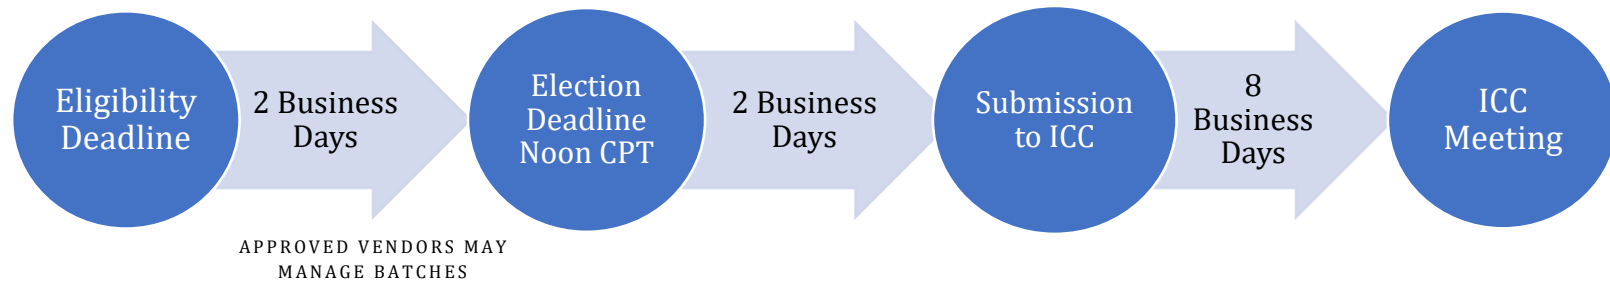 Eligibility
Deadline
2 Business
Days
Election
Deadline
Noon CPT
2 Business
Days
Submission
to ICC
8
Business
Days
ICC
Meeting
APPROVED VENDORS MAY
MANAGE BATCHES